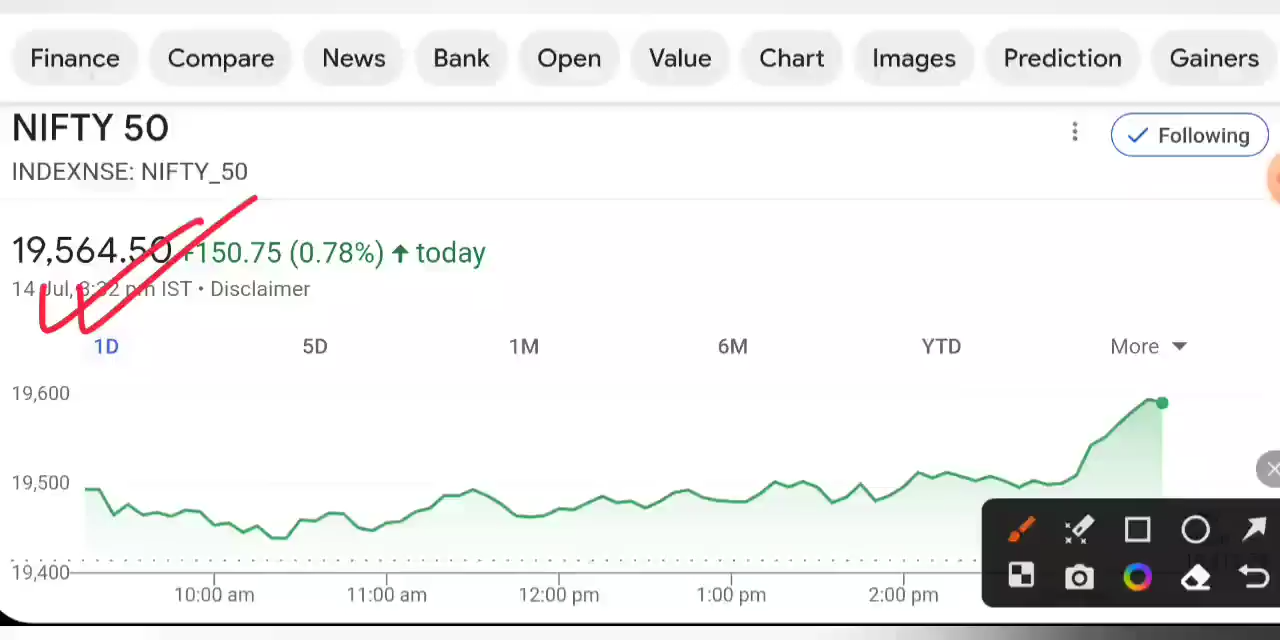 Finance Compare News Bank Open Value Chart Images Prediction Gainers
NIFTY 50
Following
INDEXNSE: NIFTY_50
19,564.50 +150.75 (0.78%) ↑ today
14 Jul, 3:32 pm IST • Disclaimer
1D 5D 1M 6M YTD More
19,600
19,500
19,400
10:00 am 11:00 am 12:00 pm 1:00 pm 2:00 pm